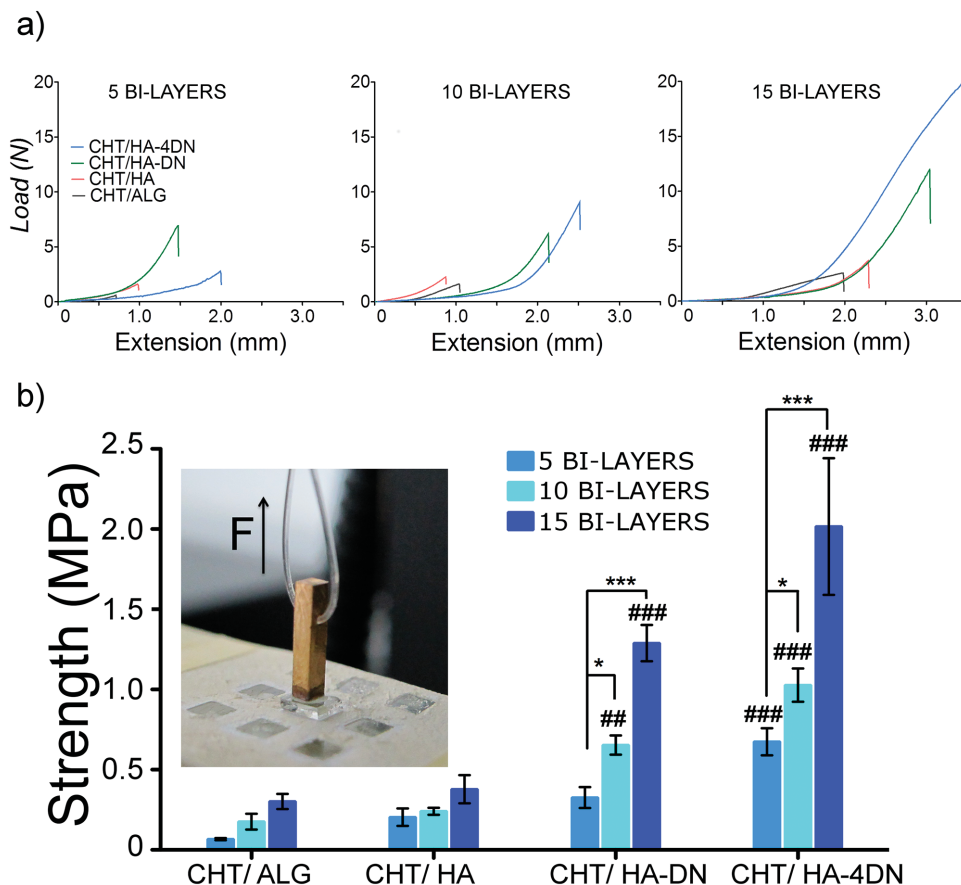 a)
5 BI-LAYERS
10 BI-LAYERS
15 BI-LAYERS
20
15
10
5
0
1.0
2.0
3.0
Load (N)
Extension (mm)
CHT/HA-4DN
CHT/HA-DN
CHT/HA
CHT/ALG
20
15
10
5
0
1.0
2.0
3.0
Extension (mm)
20
15
10
5
0
1.0
2.0
3.0
Extension (mm)
b)
Strength (MPa)
2.5
2.0
1.5
1.0
0.5
0
F
5 BI-LAYERS
10 BI-LAYERS
15 BI-LAYERS
***
*
##
###
***
*
###
###
###
CHT/ ALG
CHT/ HA
CHT/ HA-DN
CHT/ HA-4DN